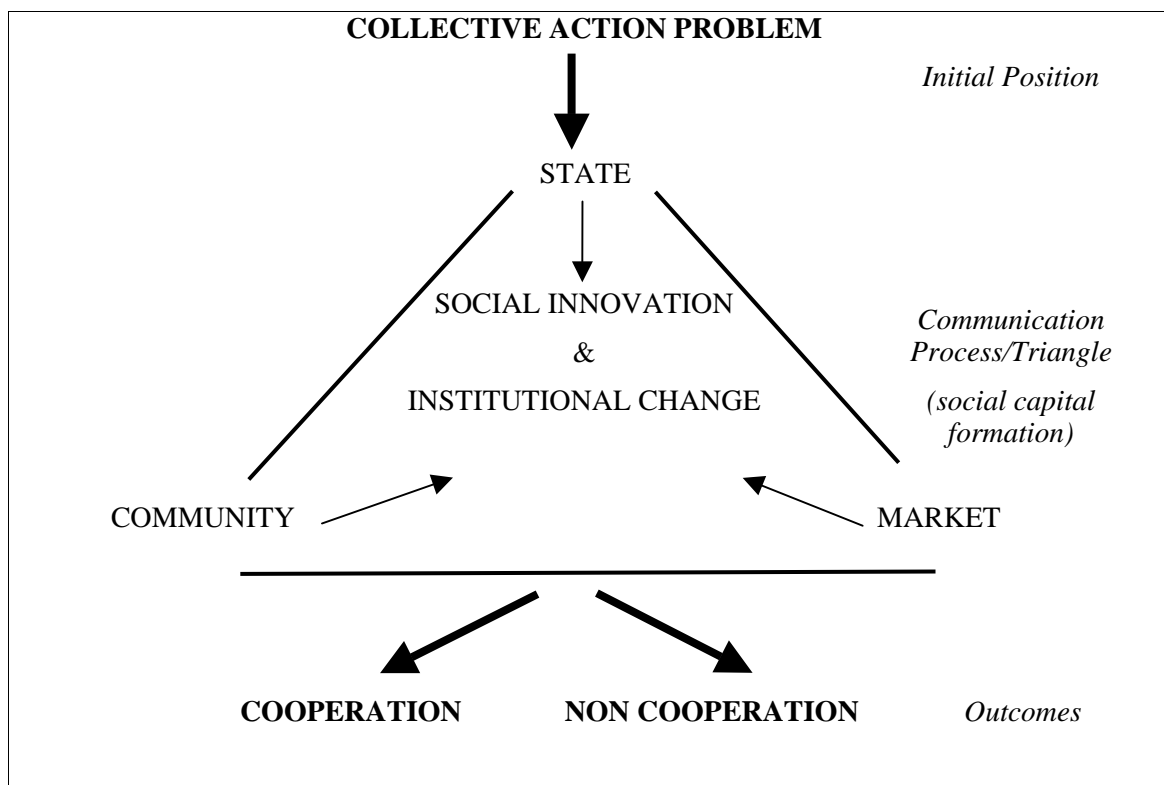 COLLECTIVE ACTION PROBLEM
Initial Position
STATE
SOCIAL INNOVATION
&
INSTITUTIONAL CHANGE
Communication
Process/Triangle
(social capital
formation)
COMMUNITY
MARKET
COOPERATION
NON COOPERATION
Outcomes